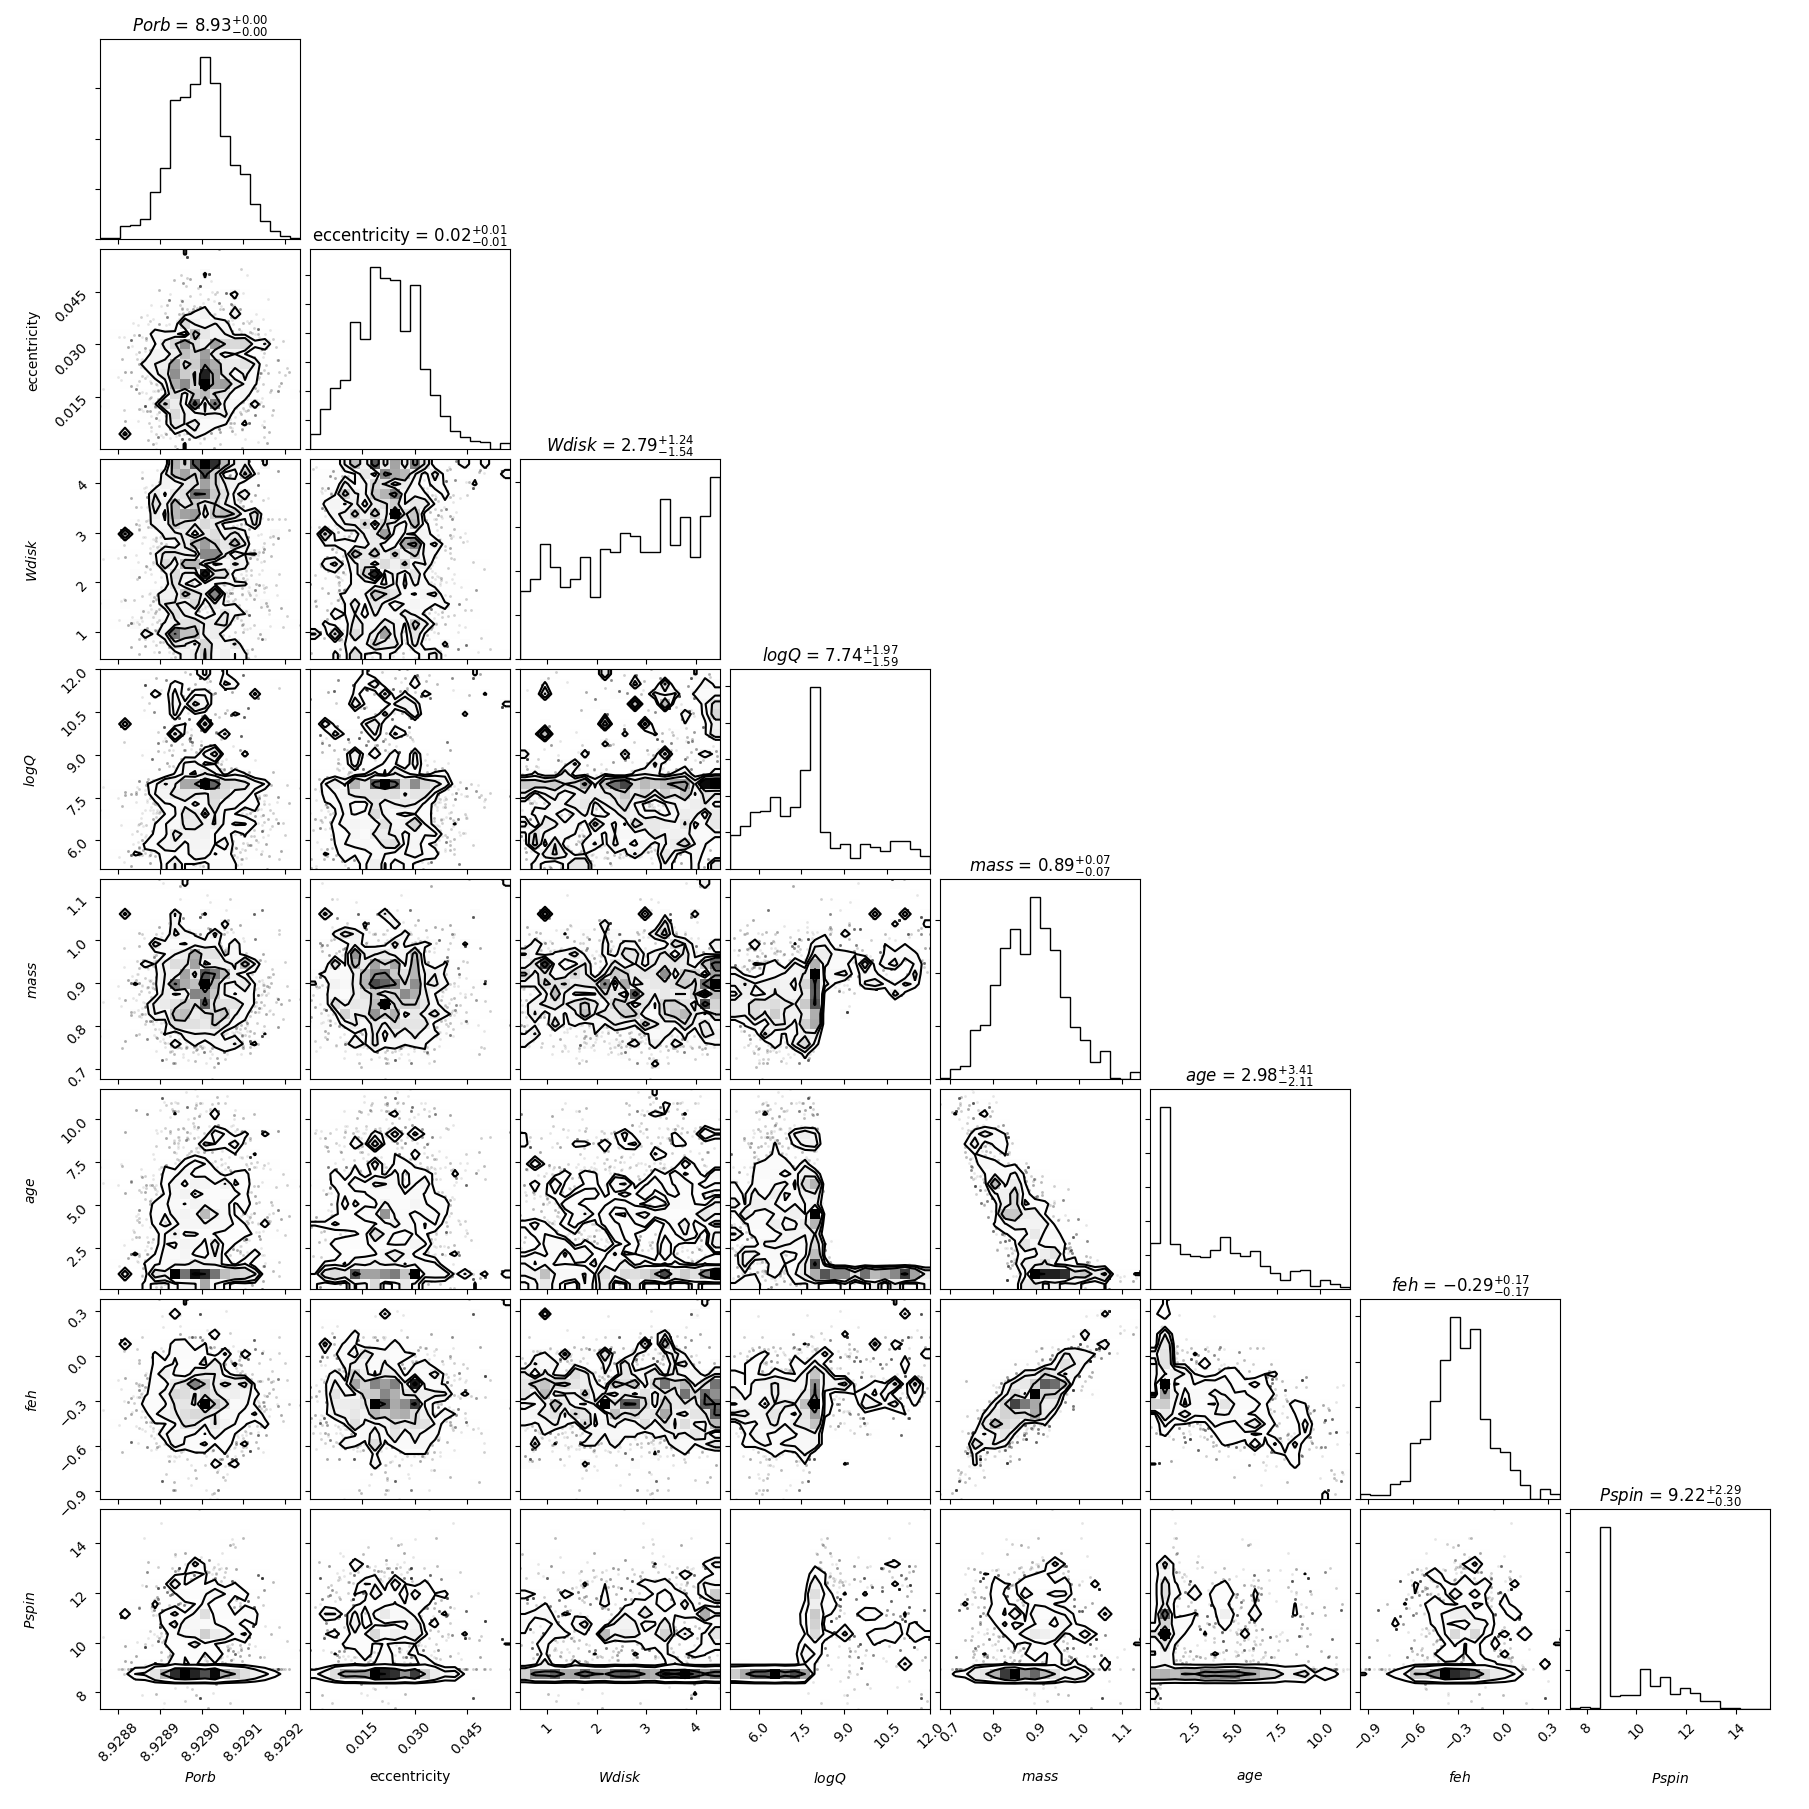 Porb = 8.93+0.00−0.00
eccentricity = 0.02+0.01−0.01
0.045
0.030
0.015
eccentricity
Wdisk = 2.79+1.24−1.54
4
3
2
1
Wdisk
logQ = 7.74+1.97−1.59
12.0
10.5
9.0
7.5
6.0
logQ
mass = 0.89+0.07−0.07
1.1
1.0
0.9
0.8
0.7
mass
age = 2.98+3.41−2.11
10.0
7.5
5.0
2.5
age
feh = −0.29+0.17−0.17
0.3
0.0
−0.3
−0.6
−0.9
feh
Pspin = 9.22+2.29−0.30
14
12
10
8
Pspin
8.9288 8.9289 8.9290 8.9291 8.9292 0.015 0.030 0.045 1 2 3 4 6.0 7.5 9.0 10.5 12.0 0.7 0.8 0.9 1.0 1.1 2.5 5.0 7.5 10.0 −0.9 −0.6 −0.3 0.0 0.3 8 10 12 14
Porb eccentricity Wdisk logQ mass age feh Pspin